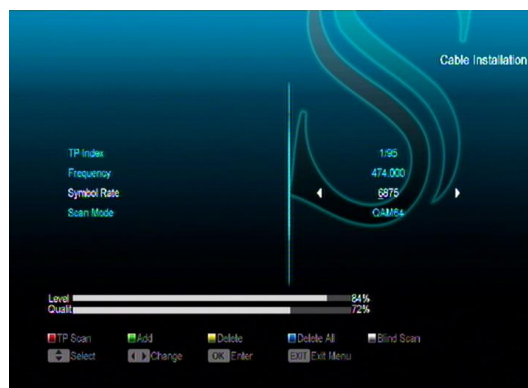 Cable Installation
TP Index 1/95
Frequency 474.000
Symbol Rate 6875
Scan Mode QAM64
Level 84%
Qualit 72%
TP Scan Add Delete Delete All Blind Scan
Select Change OK Enter EXIT Exit Menu